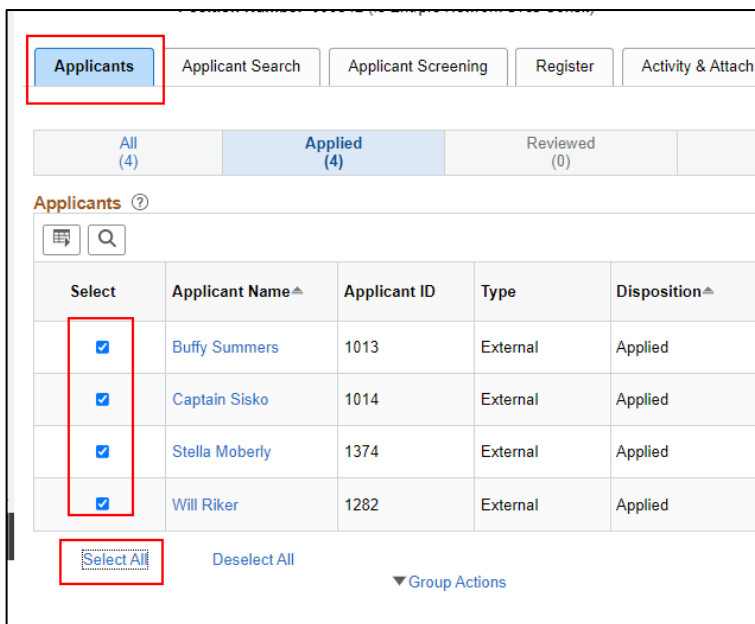 Applicants Applicant Search Applicant Screening Register Activity & Attach
All Applied Reviewed
(4) (4) (0)
Applicants ?
Select Applicant Name Applicant ID Type Disposition
Buffy Summers 1013 External Applied
Captain Sisko 1014 External Applied
Stella Moberly 1374 External Applied
Will Riker 1282 External Applied
Select All Deselect All
Group Actions